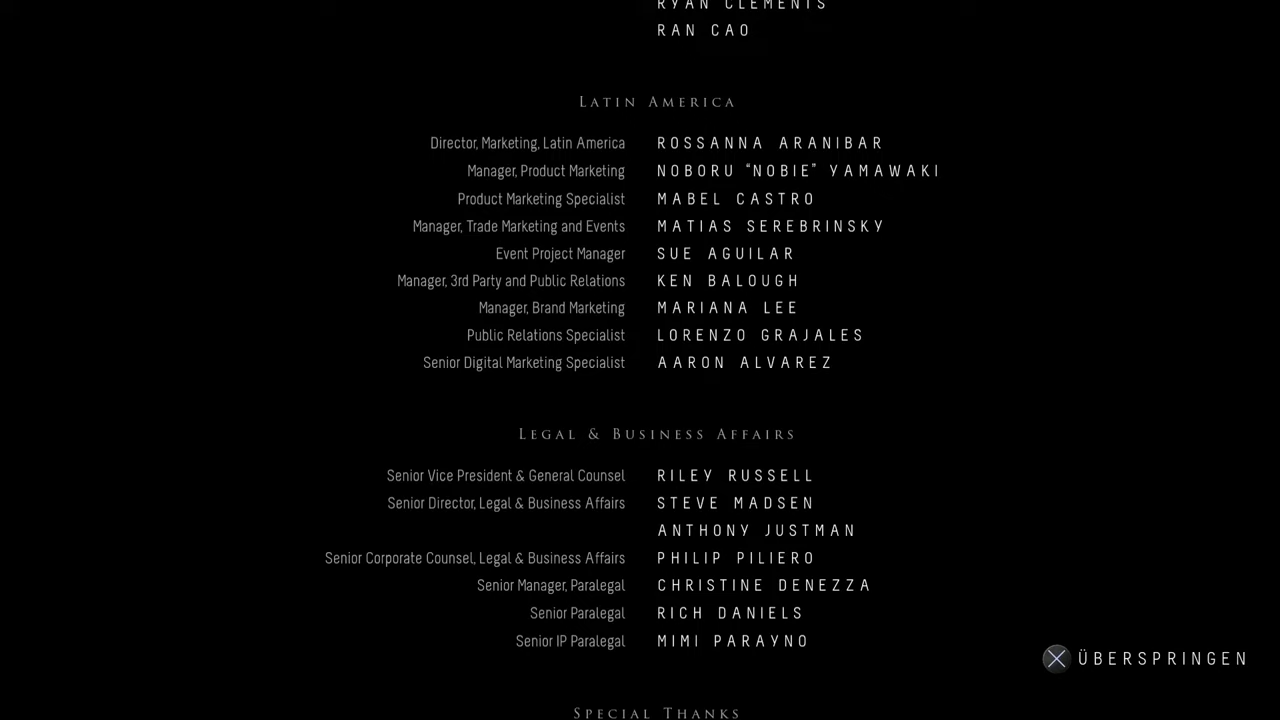 RYAN CLEMENTS
RAN CAO
LATIN AMERICA
Director, Marketing, Latin America ROSSANNA ARANIBAR
Manager, Product Marketing NOBORU “NOBIE” YAMAWAKI
Product Marketing Specialist MABEL CASTRO
Manager, Trade Marketing and Events MATIAS SEREBRINSKY
Event Project Manager SUE AGUILAR
Manager, 3rd Party and Public Relations KEN BALOUGH
Manager, Brand Marketing MARIANA LEE
Public Relations Specialist LORENZO GRAJALES
Senior Digital Marketing Specialist AARON ALVAREZ
LEGAL & BUSINESS AFFAIRS
Senior Vice President & General Counsel RILEY RUSSELL
Senior Director, Legal & Business Affairs STEVE MADSEN
ANTHONY JUSTMAN
Senior Corporate Counsel, Legal & Business Affairs PHILIP PILIERO
Senior Manager, Paralegal CHRISTINE DENEZZA
Senior Paralegal RICH DANIELS
Senior IP Paralegal MIMI PARAYNO
ÜBERSPRINGEN
SPECIAL THANKS